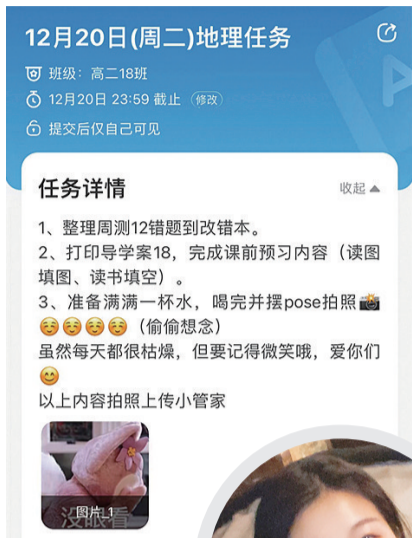 12月20日(周二)地理任务
班级：高二18班
12月20日 23:59 截止 (修改)
提交后仅自己可见
任务详情
收起
1、整理周测12错题到改错本。
2、打印导学案18，完成课前预习内容（读图
填图、读书填空）。
3、准备满满一杯水，喝完并摆pose拍照📸
☺️☺️☺️☺️（偷偷想念）
虽然每天都很枯燥，但要记得微笑哦，爱你们
😊
以上内容拍照上传小管家
图片_1
没眼看